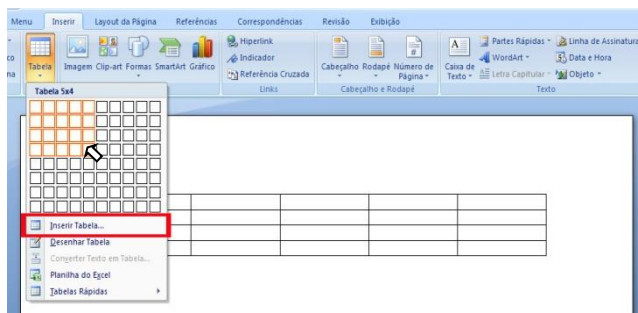 Menu Inserir Layout da Página Referências Correspondências Revisão Exibição
Tabela
Imagem Clip-art Formas SmartArt Gráfico
Hiperlink
Indicador
Referência Cruzada
Links
Cabeçalho Rodapé Número de Página
Cabeçalho e Rodapé
Caixa de Texto
Partes Rápidas
WordArt
Letra Capitular
Linha de Assinatura
Data e Hora
Objeto
Texto
Tabela 5x4
Inserir Tabela...
Desenhar Tabela
Converter Texto em Tabela...
Planilha do Excel
Tabelas Rápidas